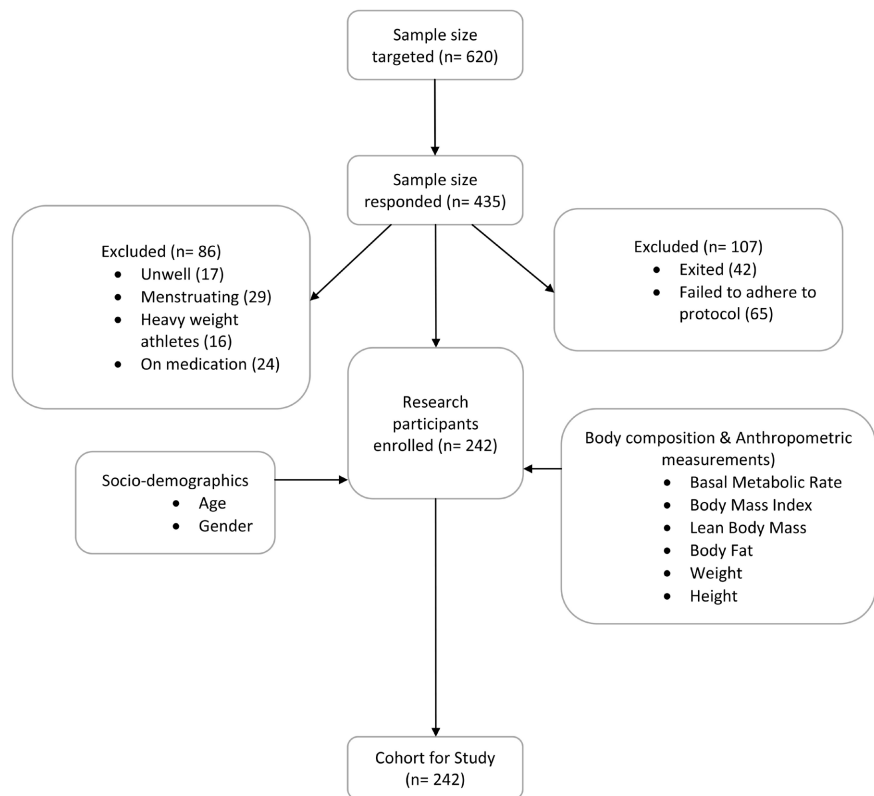 Sample size
targeted (n= 620)
Sample size
responded (n= 435)
Excluded (n= 86)
• Unwell (17)
• Menstruating (29)
• Heavy weight
athletes (16)
• On medication (24)
Excluded (n= 107)
• Exited (42)
• Failed to adhere to
protocol (65)
Research
participants
enrolled (n= 242)
Socio-demographics
• Age
• Gender
Body composition & Anthropometric
measurements)
• Basal Metabolic Rate
• Body Mass Index
• Lean Body Mass
• Body Fat
• Weight
• Height
Cohort for Study
(n= 242)